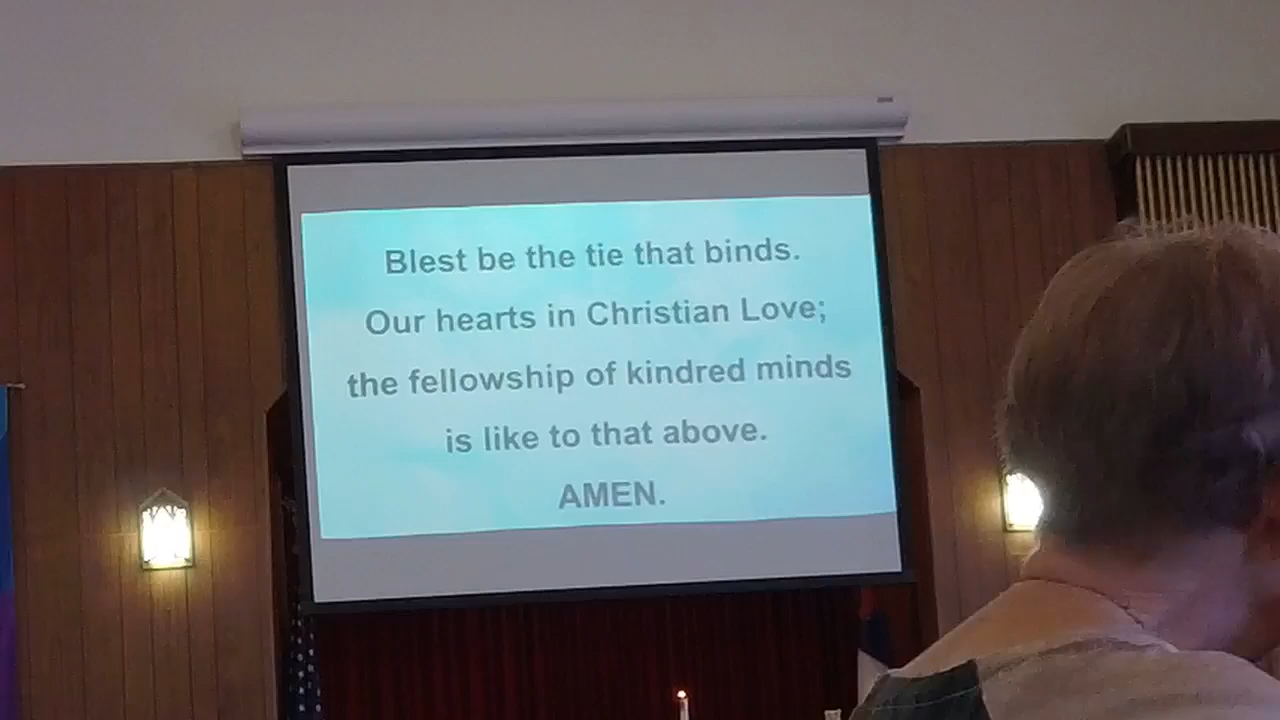 Blest be the tie that binds.
Our hearts in Christian Love;
the fellowship of kindred minds
is like to that above.
AMEN.